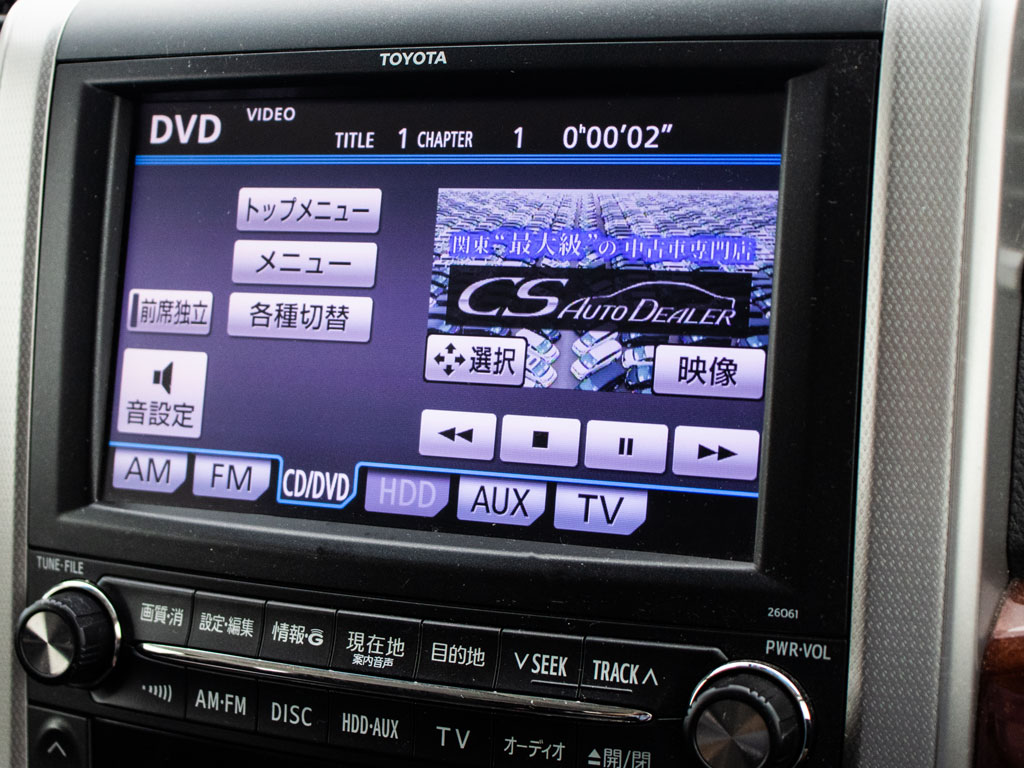 TOYOTA
DVD VIDEO
TITLE 1 CHAPTER 1 0ʰ00'02"
トップメニュー
メニュー
各種切替
前席独立
音設定
関東“最大級”の中古車専門店
CS AUTO DEALER
選択
映像
AM FM CD/DVD HDD AUX TV
TUNE・FILE
26061
PWR・VOL
画質・消 設定・編集 情報・G 現在地 目的地 ∨SEEK TRACK∧
案内音声
AM・FM DISC HDD・AUX TV オーディオ ▲開/閉